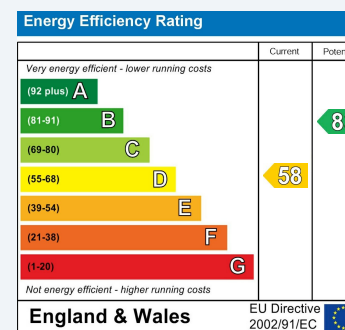 Energy Efficiency Rating
Current
Very energy efficient - lower running costs
(92 plus) A
(81-91) B
(69-80) C
(55-68) D
58
(39-54) E
(21-38) F
(1-20) G
Not energy efficient - higher running costs
England & Wales
EU Directive
2002/91/EC